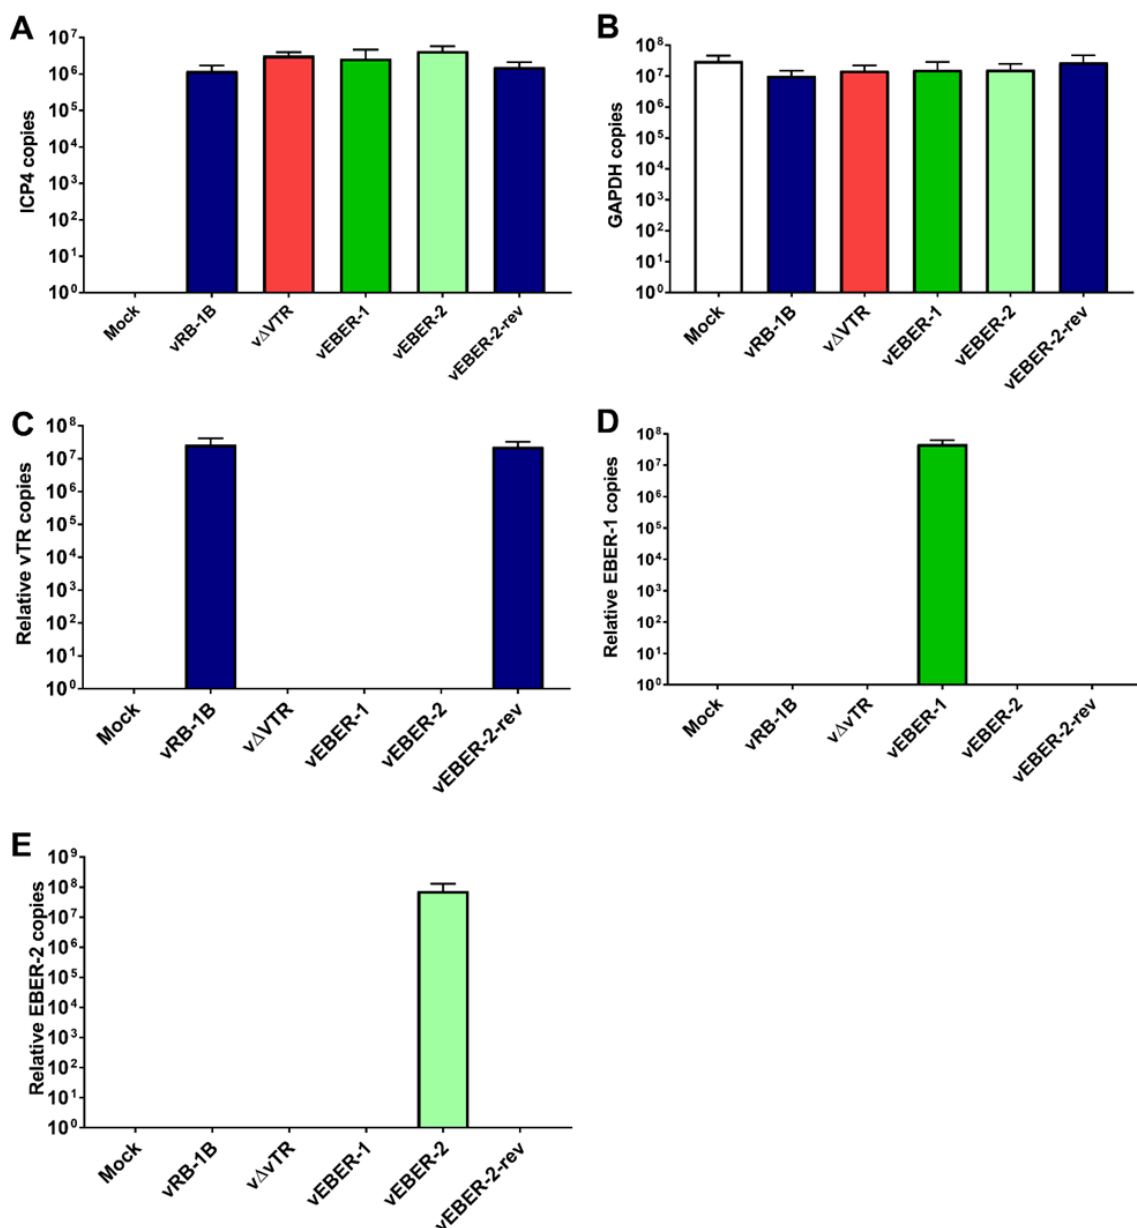 A
ICP4 copies
10⁷
10⁶
10⁵
10⁴
10³
10²
10¹
10⁰
Mock
vRB-1B
vΔVTR
vEBER-1
vEBER-2
vEBER-2-rev
B
GAPDH copies
10⁸
10⁷
10⁶
10⁵
10⁴
10³
10²
10¹
10⁰
Mock
vRB-1B
vΔVTR
vEBER-1
vEBER-2
vEBER-2-rev
C
Relative vTR copies
10⁸
10⁷
10⁶
10⁵
10⁴
10³
10²
10¹
10⁰
Mock
vRB-1B
vΔVTR
vEBER-1
vEBER-2
vEBER-2-rev
D
Relative EBER-1 copies
10⁸
10⁷
10⁶
10⁵
10⁴
10³
10²
10¹
10⁰
Mock
vRB-1B
vΔvTR
vEBER-1
vEBER-2
vEBER-2-rev
E
Relative EBER-2 copies
10⁹
10⁸
10⁷
10⁶
10⁵
10⁴
10³
10²
10¹
10⁰
Mock
vRB-1B
vΔvTR
vEBER-1
vEBER-2
vEBER-2-rev